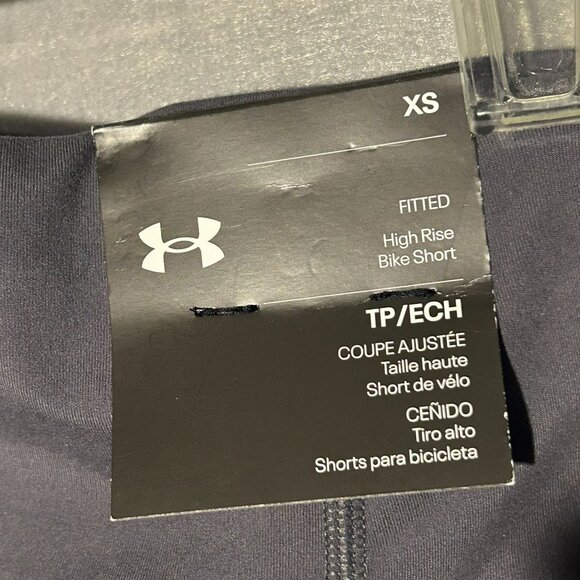 XS
FITTED
High Rise
Bike Short
TP/ECH
COUPE AJUSTÉE
Taille haute
Short de vélo
CEÑIDO
Tiro alto
Shorts para bicicleta